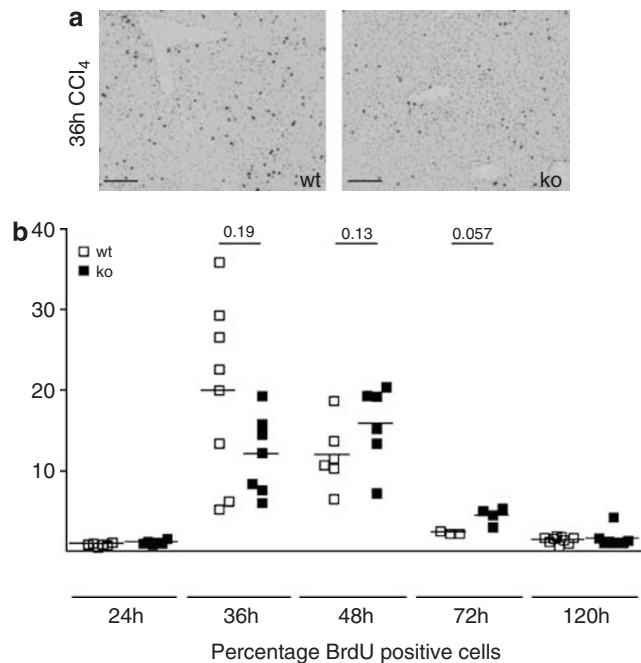 a
36h CCl₄
wt
ko
b
wt
ko
40
30
20
10
0.19
0.13
0.057
24h
36h
48h
72h
120h
Percentage BrdU positive cells